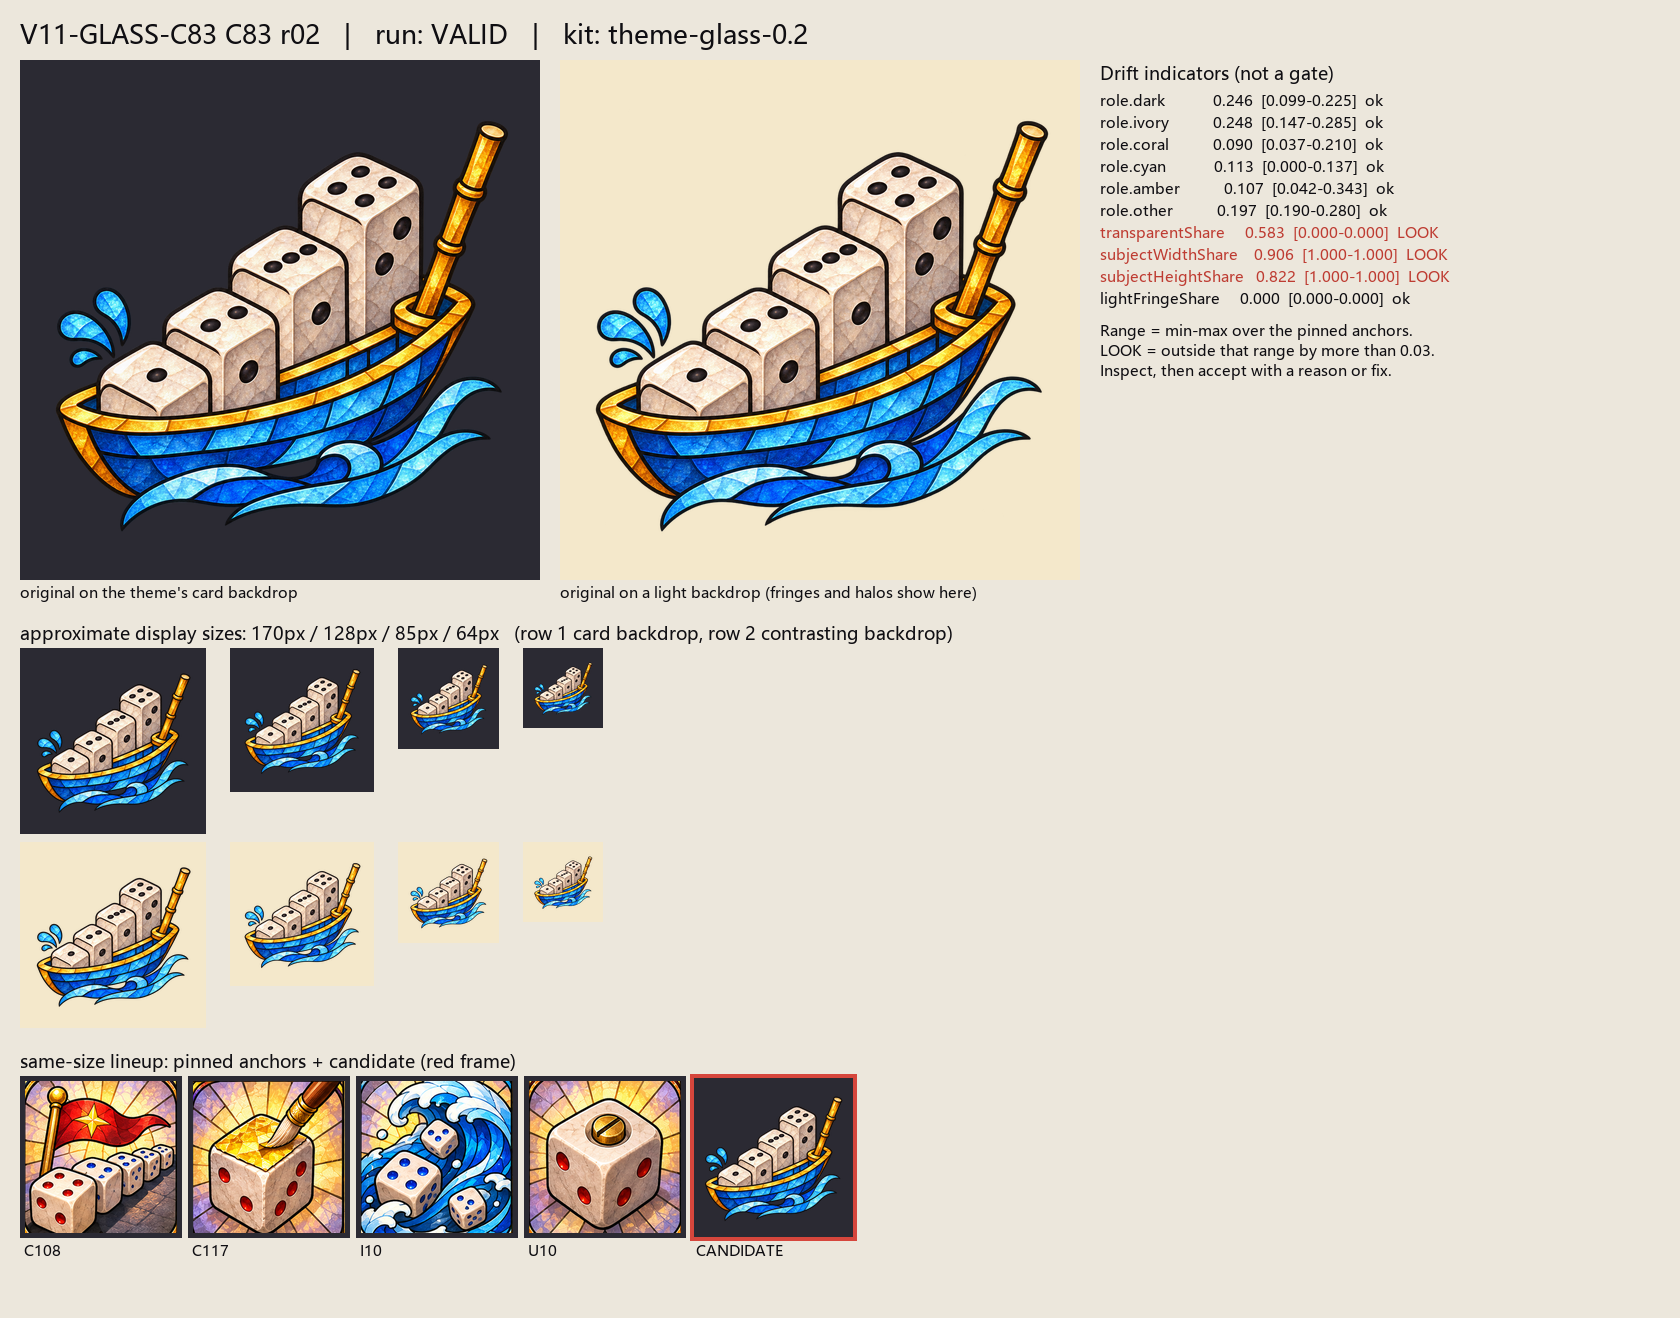 V11-GLASS-C83 C83 r02 | run: VALID | kit: theme-glass-0.2
Drift indicators (not a gate)
role.dark 0.246 [0.099-0.225] ok
role.ivory 0.248 [0.147-0.285] ok
role.coral 0.090 [0.037-0.210] ok
role.cyan 0.113 [0.000-0.137] ok
role.amber 0.107 [0.042-0.343] ok
role.other 0.197 [0.190-0.280] ok
transparentShare 0.583 [0.000-0.000] LOOK
subjectWidthShare 0.906 [1.000-1.000] LOOK
subjectHeightShare 0.822 [1.000-1.000] LOOK
lightFringeShare 0.000 [0.000-0.000] ok
Range = min-max over the pinned anchors.
LOOK = outside that range by more than 0.03.
Inspect, then accept with a reason or fix.
original on the theme's card backdrop
original on a light backdrop (fringes and halos show here)
approximate display sizes: 170px / 128px / 85px / 64px (row 1 card backdrop, row 2 contrasting backdrop)
same-size lineup: pinned anchors + candidate (red frame)
C108
C117
I10
U10
CANDIDATE